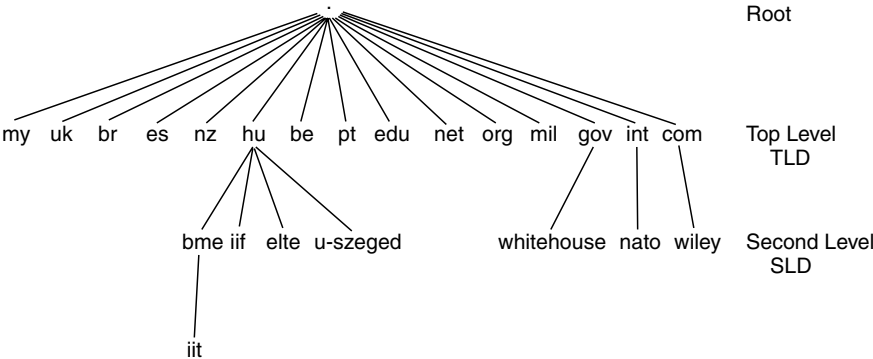 . Root
my uk br es nz hu be pt edu net org mil gov int com Top Level
TLD
bme iif elte u-szeged whitehouse nato wiley Second Level
SLD
iit